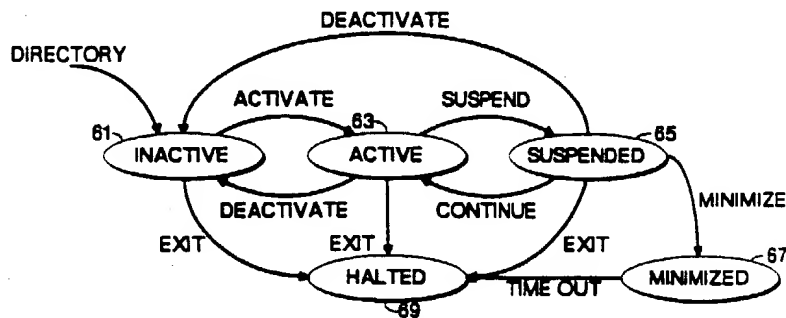 DEACTIVATE
DIRECTORY
ACTIVATE
SUSPEND
61
63
65
INACTIVE
ACTIVE
SUSPENDED
DEACTIVATE
CONTINUE
MINIMIZE
EXIT
EXIT
EXIT
67
HALTED
TIME OUT
MINIMIZED
69